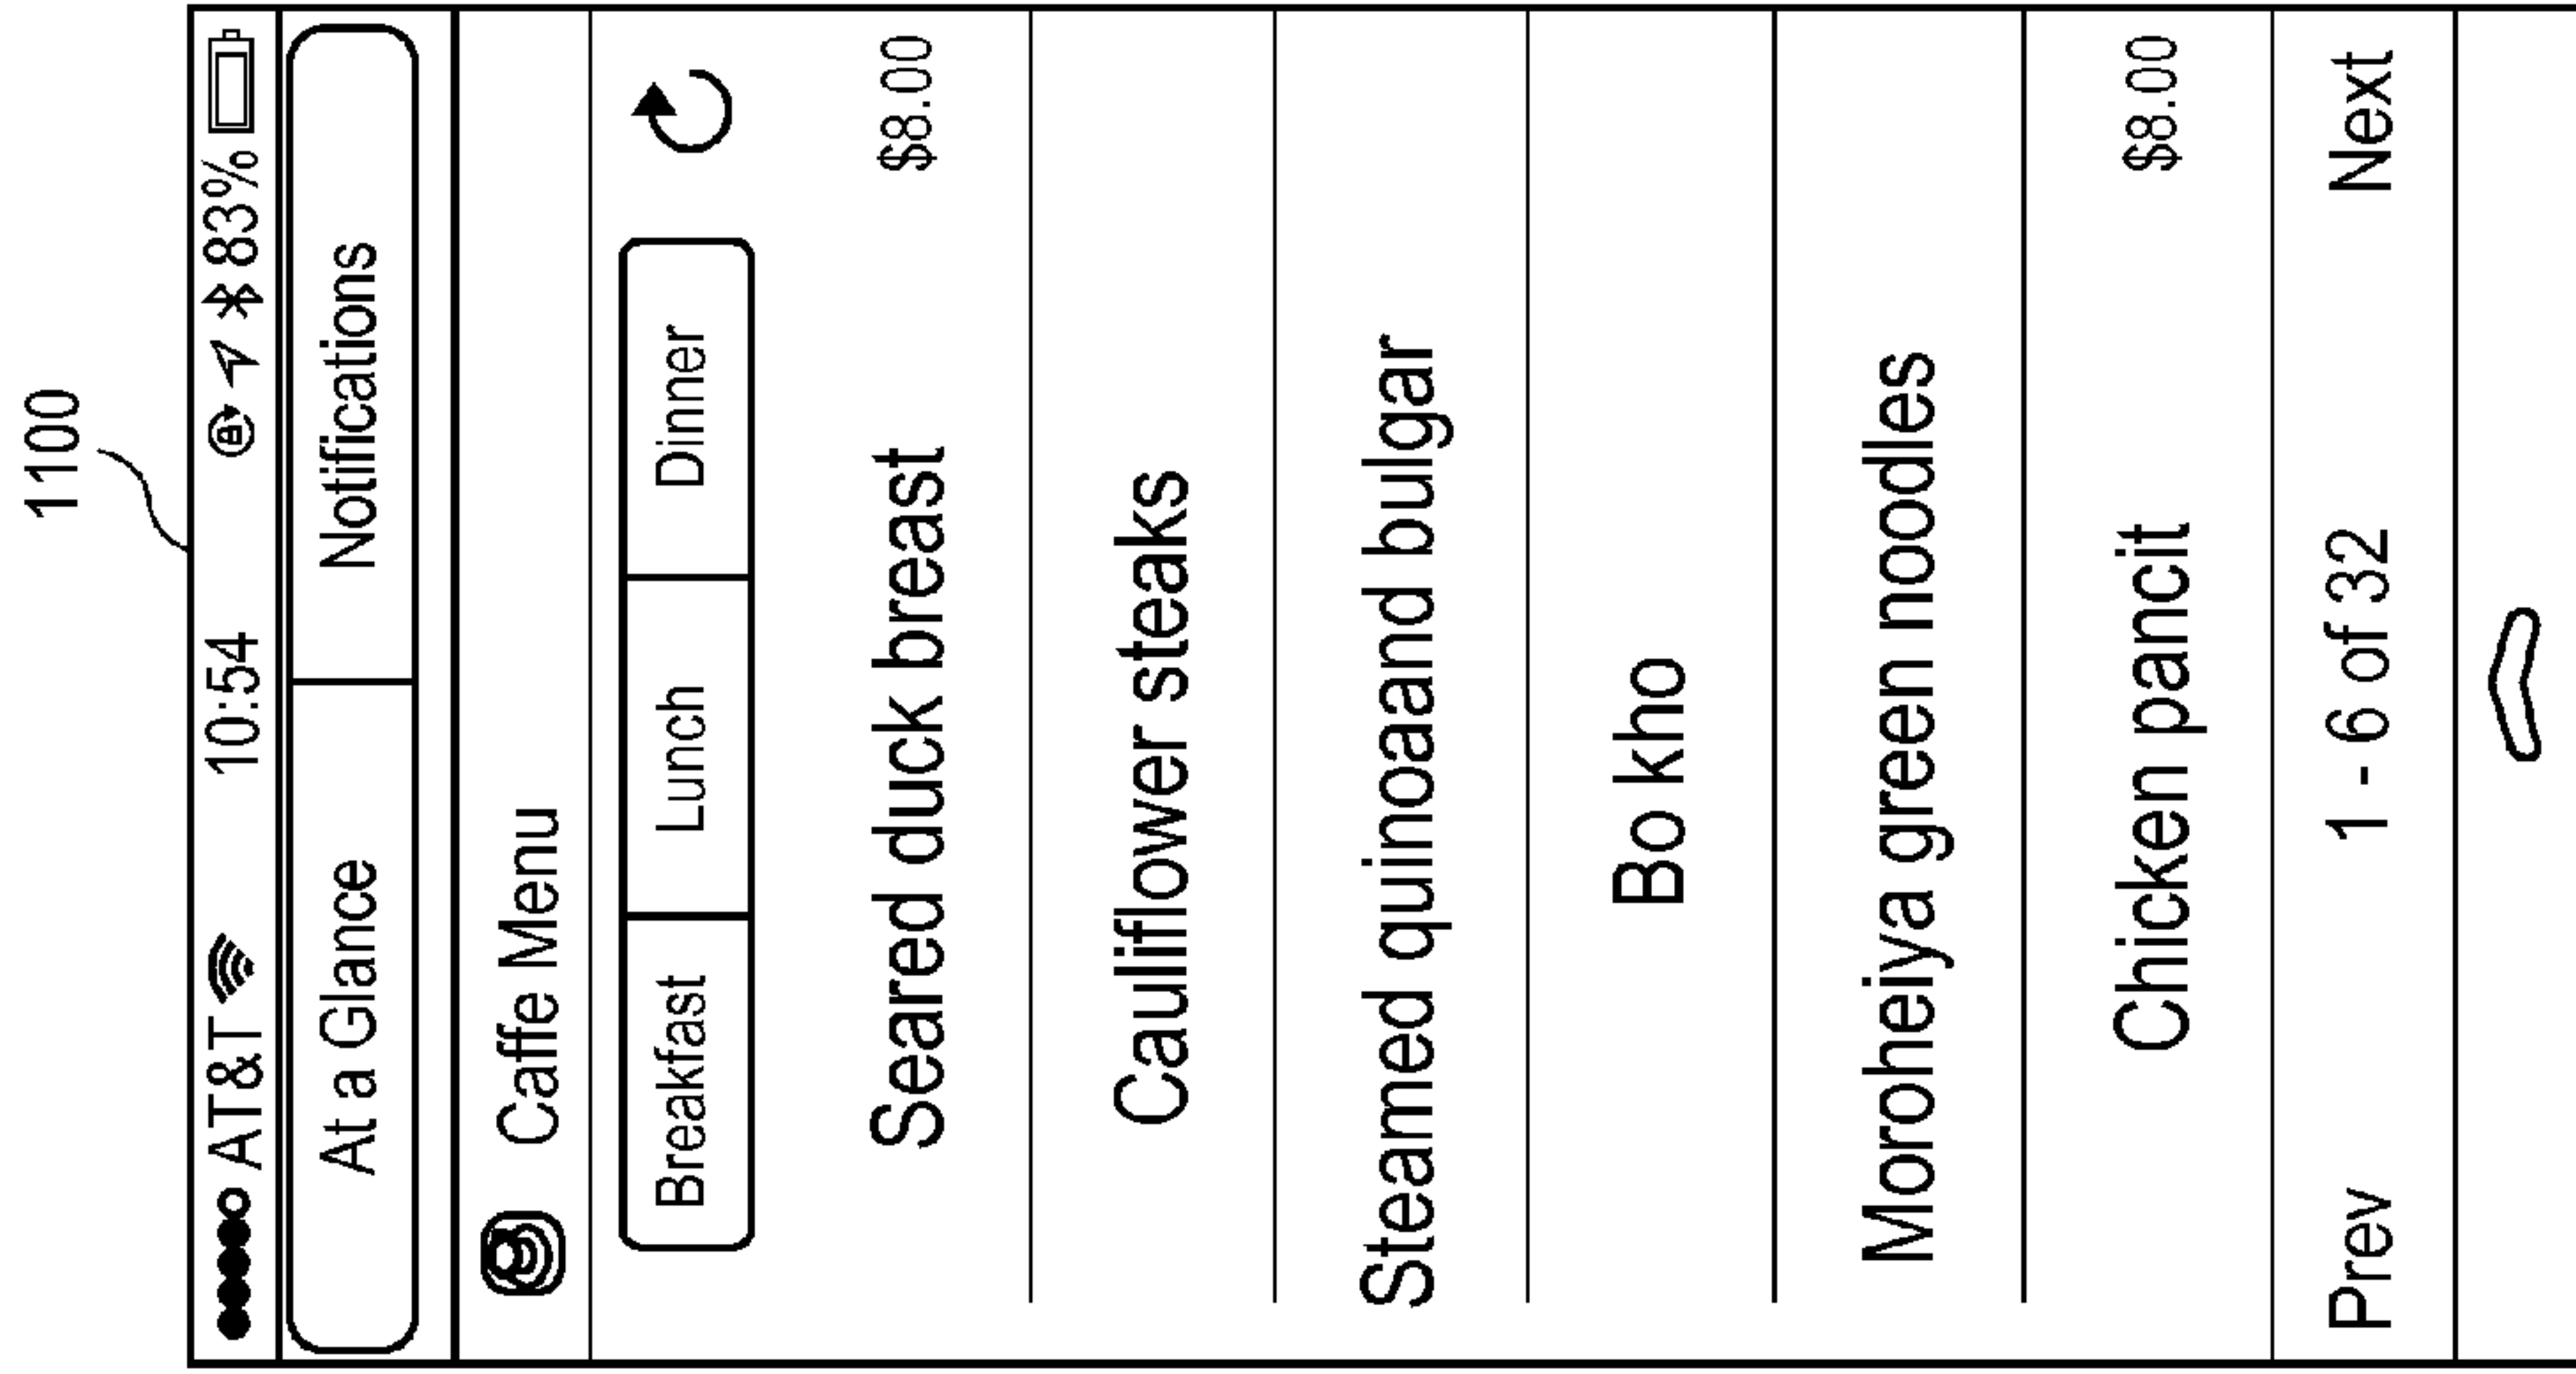 1100
AT&T 10:54 83%
At a Glance Notifications
Caffe Menu
Breakfast Lunch Dinner
Seared duck breast $8.00
Cauliflower steaks
Steamed quinoaand bulgar
Bo kho
Moroheiya green noodles
Chicken pancit $8.00
Prev 1 - 6 of 32 Next